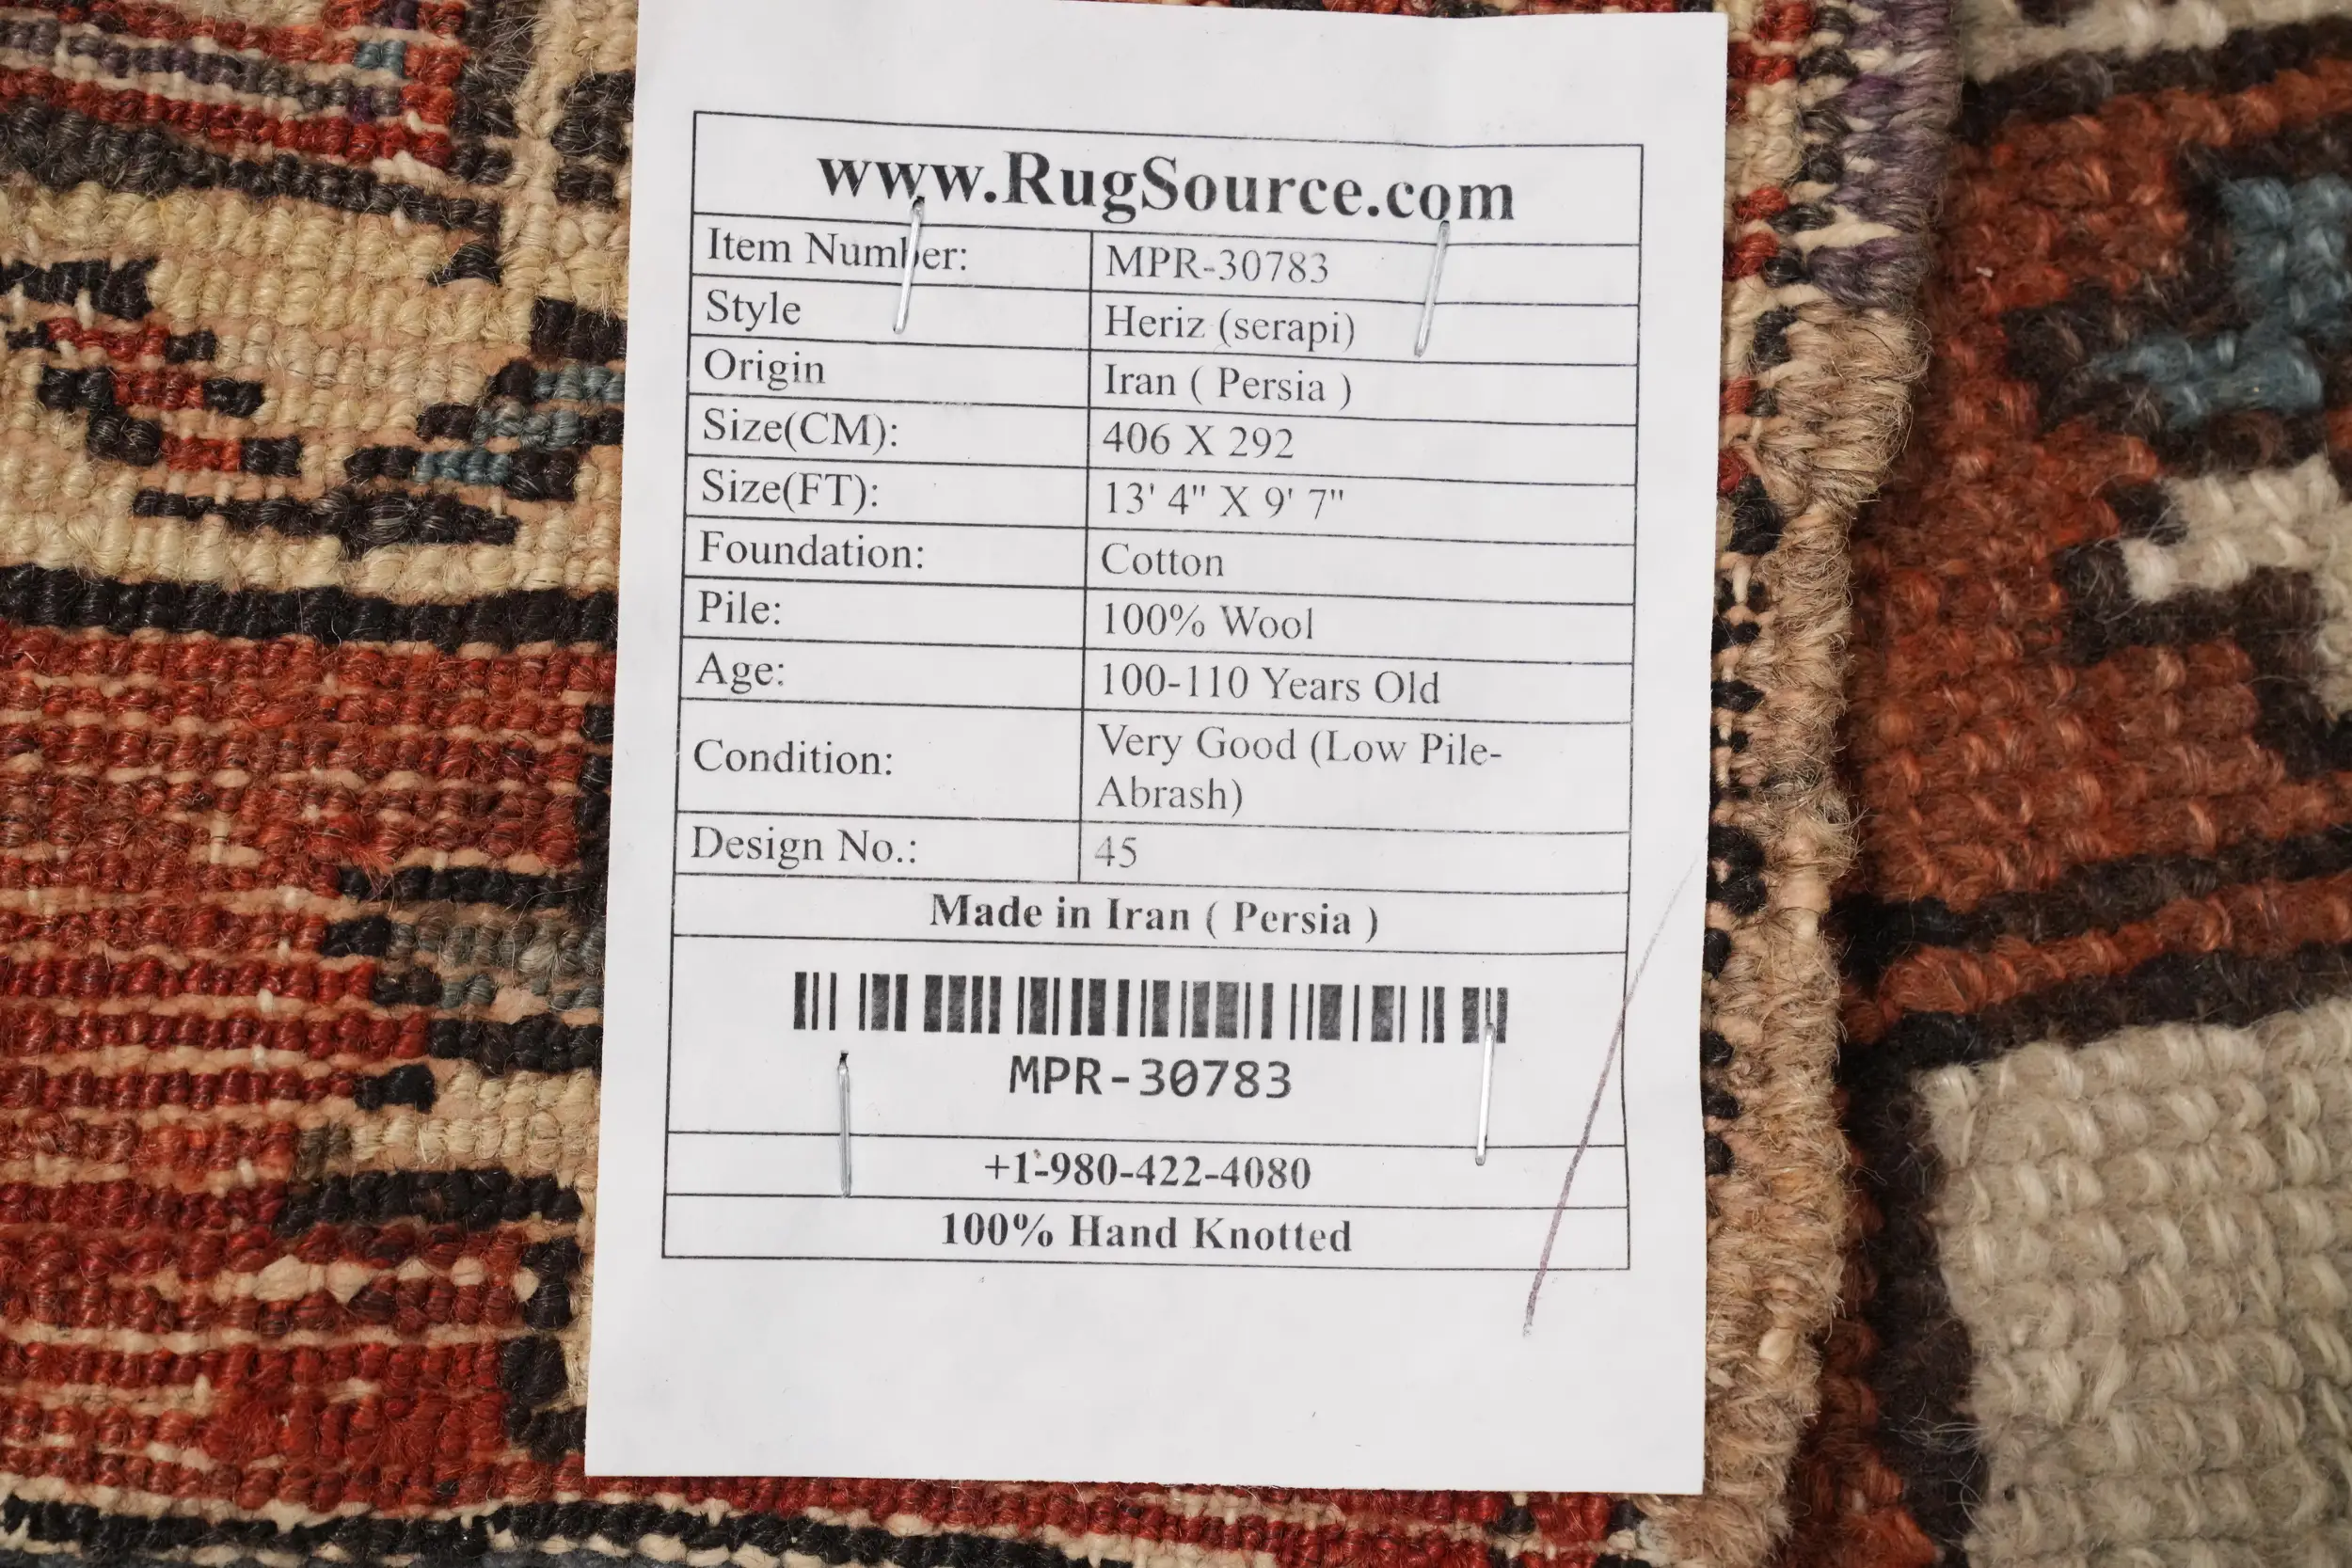 www.RugSource.com
Item Number: MPR-30783
Style Heriz (serapi)
Origin Iran ( Persia )
Size(CM): 406 X 292
Size(FT): 13' 4" X 9' 7"
Foundation: Cotton
Pile: 100% Wool
Age: 100-110 Years Old
Condition: Very Good (Low Pile-
Abrash)
Design No.: 45
Made in Iran ( Persia )
MPR-30783
+1-980-422-4080
100% Hand Knotted